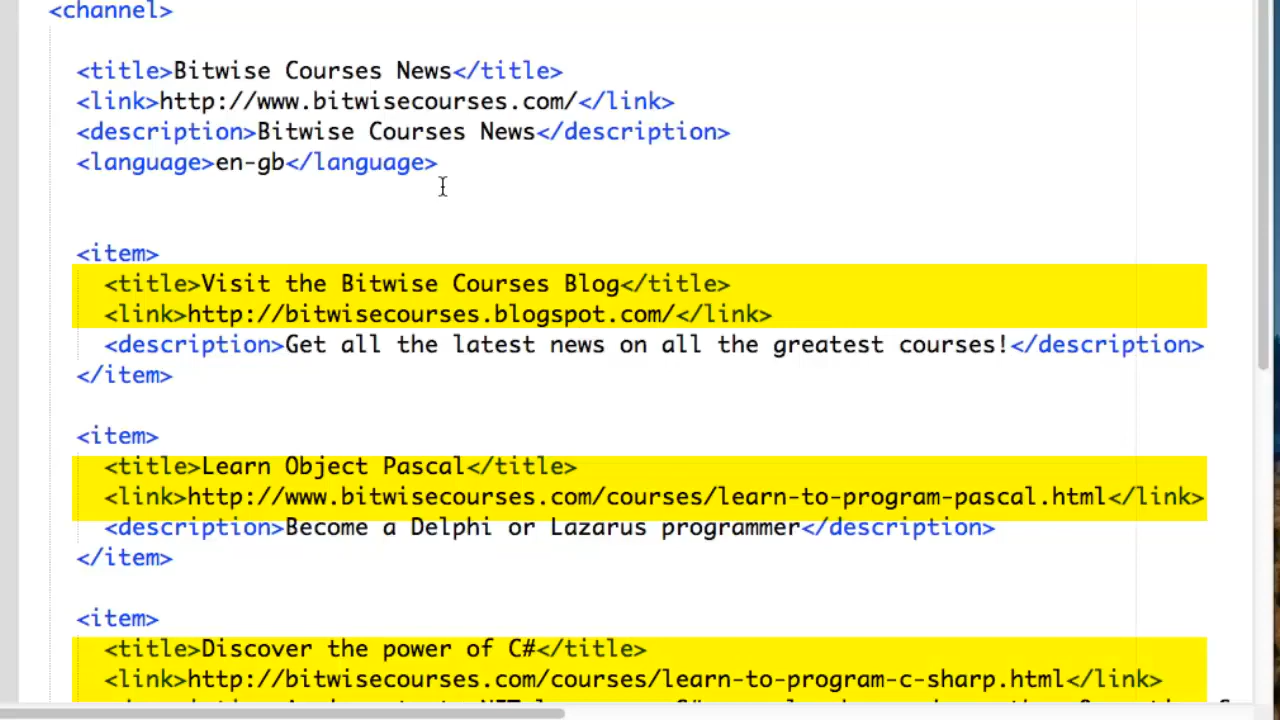 <channel>
<title>Bitwise Courses News</title>
<link>http://www.bitwisecourses.com/</link>
<description>Bitwise Courses News</description>
<language>en-gb</language>
<item>
<title>Visit the Bitwise Courses Blog</title>
<link>http://bitwisecourses.blogspot.com/</link>
<description>Get all the latest news on all the greatest courses!</description>
</item>
<item>
<title>Learn Object Pascal</title>
<link>http://www.bitwisecourses.com/courses/learn-to-program-pascal.html</link>
<description>Become a Delphi or Lazarus programmer</description>
</item>
<item>
<title>Discover the power of C#</title>
<link>http://bitwisecourses.com/courses/learn-to-program-c-sharp.html</link>